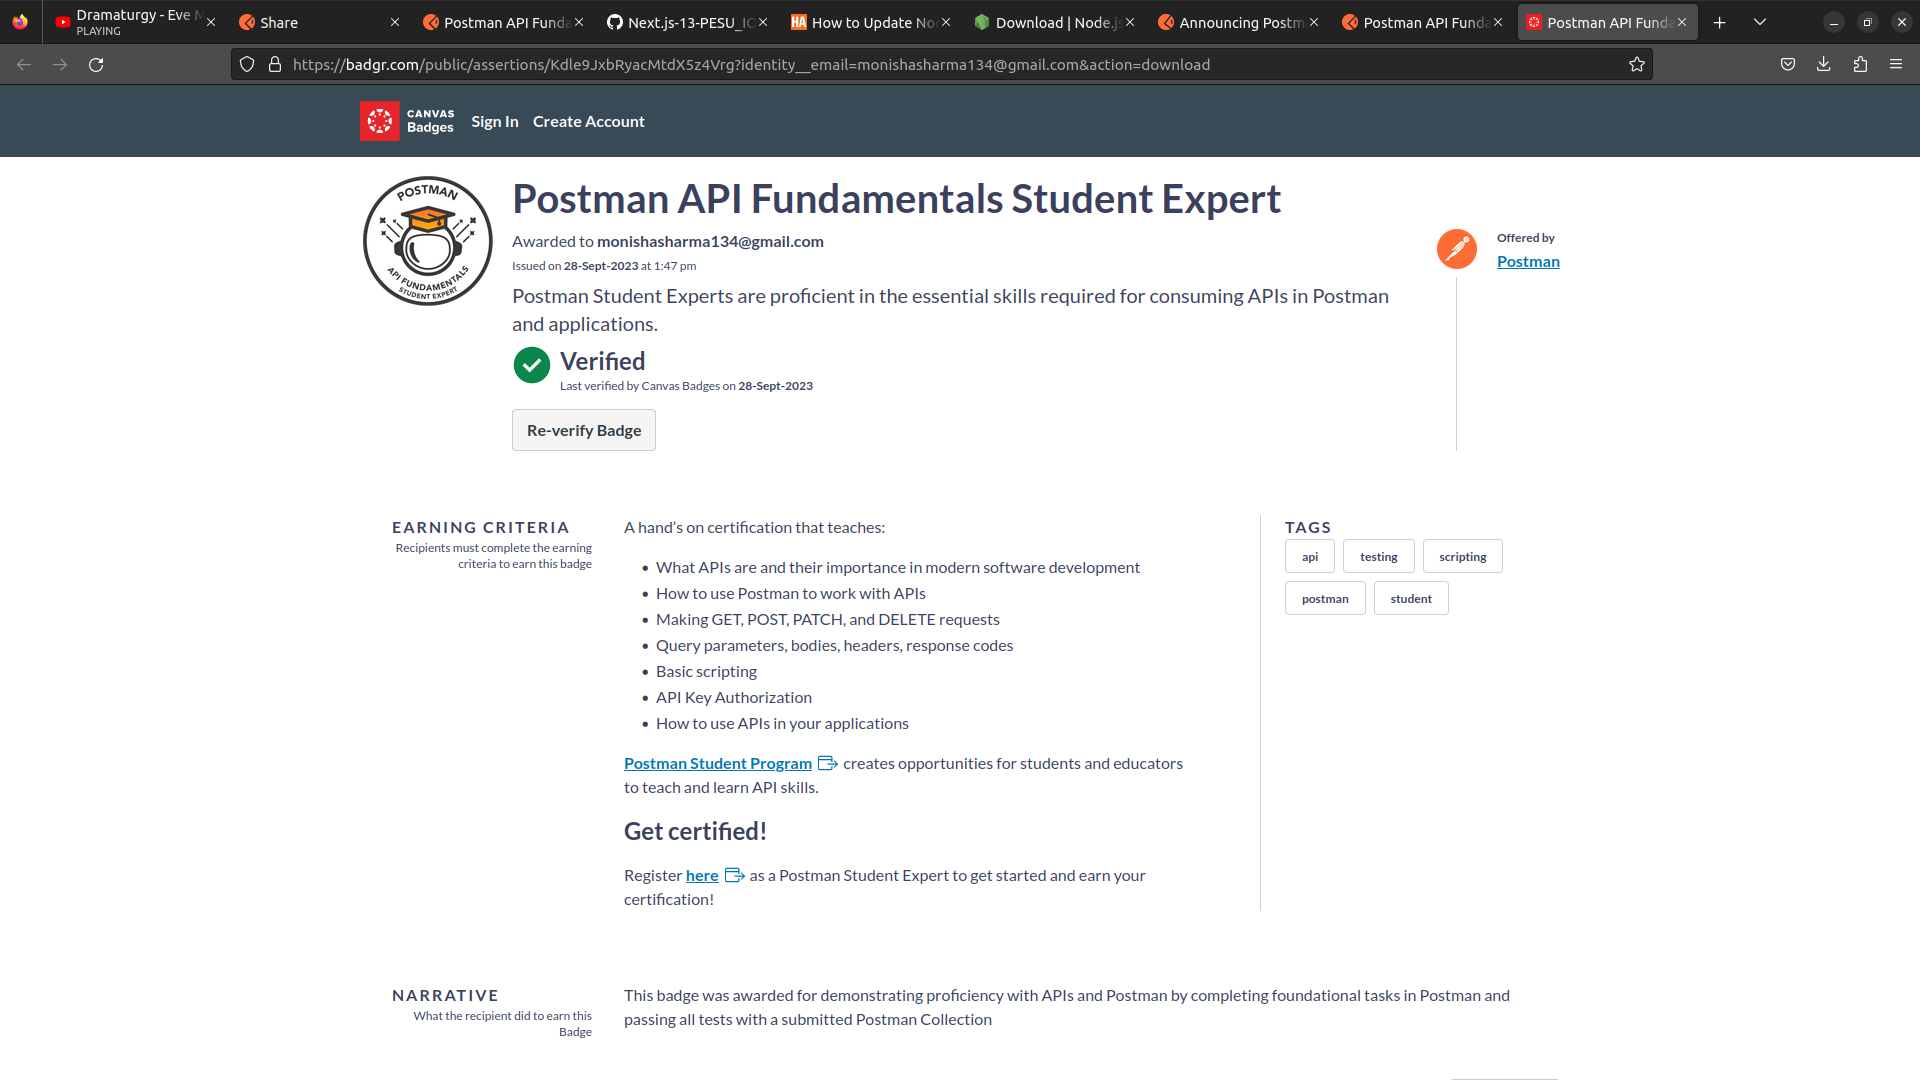 Dramaturgy - Eve M
PLAYING
Share
Postman API Funda
Next.js-13-PESU_IO
How to Update No
Download | Node.js
Announcing Postm
Postman API Funda
Postman API Funda
https://badgr.com/public/assertions/Kdle9JxbRyacMtdX5z4Vrg?identity__email=monishasharma134@gmail.com&action=download
CANVAS
Badges
Sign In
Create Account
POSTMAN
API FUNDAMENTALS
STUDENT EXPERT
Postman API Fundamentals Student Expert
Awarded to monishasharma134@gmail.com
Issued on 28-Sept-2023 at 1:47 pm
Offered by
Postman
Postman Student Experts are proficient in the essential skills required for consuming APIs in Postman
and applications.
Verified
Last verified by Canvas Badges on 28-Sept-2023
Re-verify Badge
EARNING CRITERIA
Recipients must complete the earning
criteria to earn this badge
A hand’s on certification that teaches:
• What APIs are and their importance in modern software development
• How to use Postman to work with APIs
• Making GET, POST, PATCH, and DELETE requests
• Query parameters, bodies, headers, response codes
• Basic scripting
• API Key Authorization
• How to use APIs in your applications
Postman Student Program creates opportunities for students and educators
to teach and learn API skills.
Get certified!
Register here as a Postman Student Expert to get started and earn your
certification!
TAGS
api
testing
scripting
postman
student
NARRATIVE
What the recipient did to earn this
Badge
This badge was awarded for demonstrating proficiency with APIs and Postman by completing foundational tasks in Postman and
passing all tests with a submitted Postman Collection